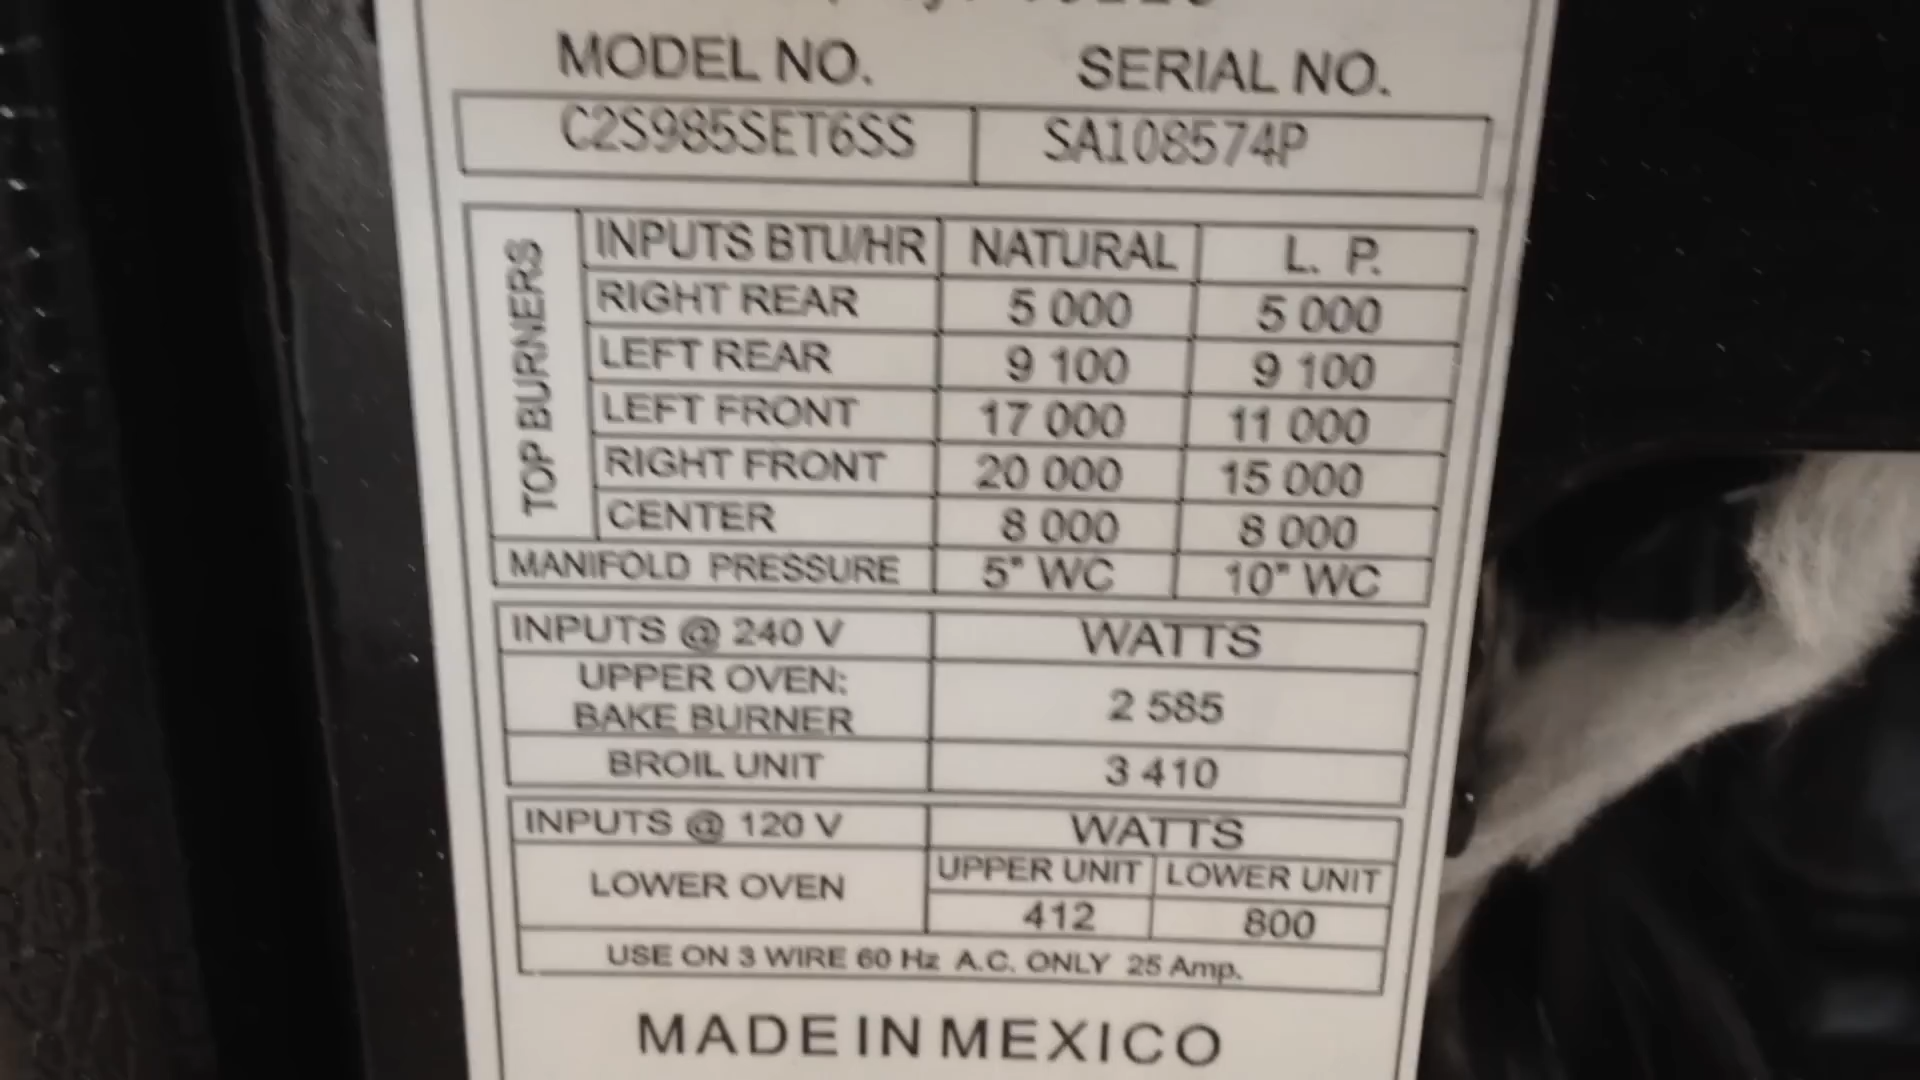 MODEL NO. SERIAL NO.
C2S985SET6SS SA108574P
TOP BURNERS
INPUTS BTU/HR NATURAL L. P.
RIGHT REAR 5 000 5 000
LEFT REAR 9 100 9 100
LEFT FRONT 17 000 11 000
RIGHT FRONT 20 000 15 000
CENTER 8 000 8 000
MANIFOLD PRESSURE 5" WC 10" WC
INPUTS @ 240 V WATTS
UPPER OVEN:
BAKE BURNER 2 585
BROIL UNIT 3 410
INPUTS @ 120 V WATTS
UPPER UNIT LOWER UNIT
LOWER OVEN
412 800
USE ON 3 WIRE 60 Hz A.C. ONLY 25 Amp.
MADE IN MEXICO